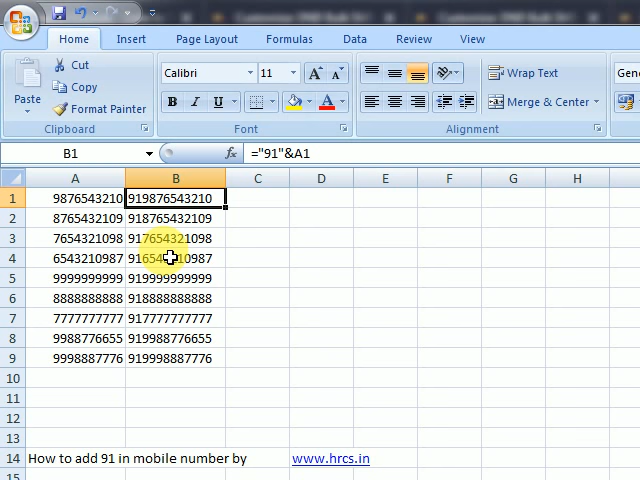 Home Insert Page Layout Formulas Data Review View
Cut
Copy
Format Painter
Paste
Clipboard
Calibri 11 A A
B I U A
Font
Wrap Text
Merge & Center
Alignment
Gene
B1 fx ="91"&A1
A B C D E F G H
1 9876543210 919876543210
2 8765432109 918765432109
3 7654321098 917654321098
4 6543210987 916543210987
5 9999999999 919999999999
6 8888888888 918888888888
7 7777777777 917777777777
8 9988776655 919988776655
9 9998887776 919998887776
10
11
12
13
14 How to add 91 in mobile number by www.hrcs.in
15